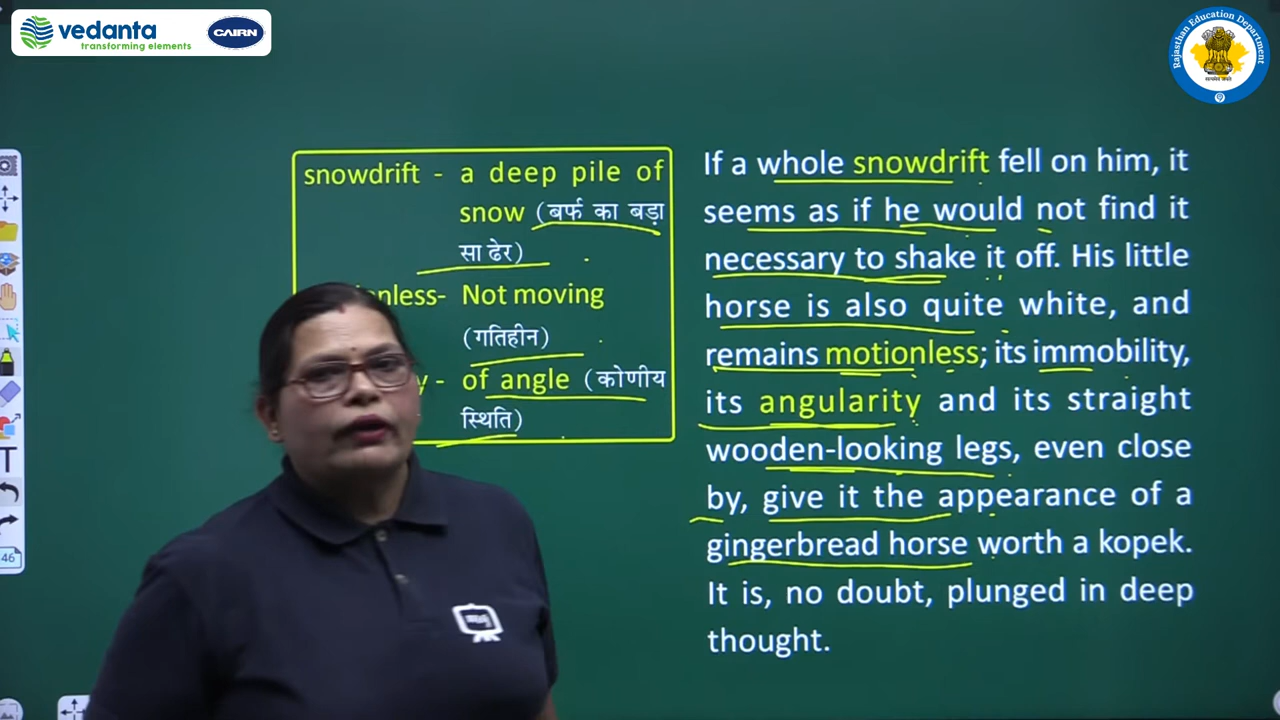 vedanta
transforming elements
CAIRN
Rajasthan Education Department
snowdrift - a deep pile of
snow (बर्फ का बड़ा
सा ढेर)
Not moving
(गतिहीन)
- of angle (कोणीय
स्थिति)
If a whole snowdrift fell on him, it
seems as if he would not find it
necessary to shake it off. His little
horse is also quite white, and
remains motionless; its immobility,
its angularity and its straight
wooden-looking legs, even close
by, give it the appearance of a
gingerbread horse worth a kopek.
It is, no doubt, plunged in deep
thought.
46